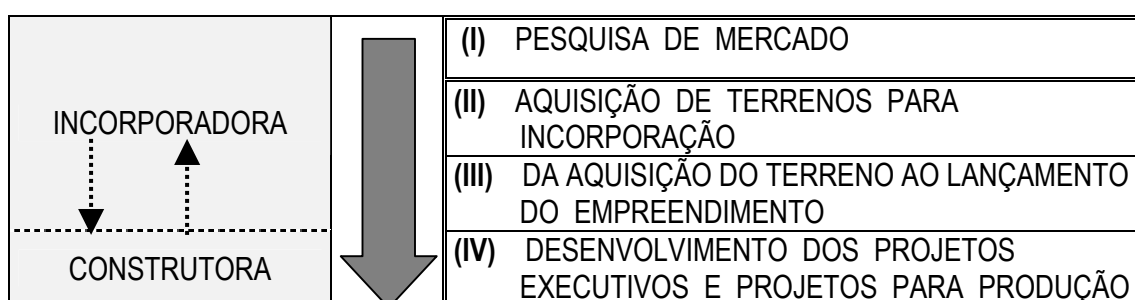 INCORPORADORA
CONSTRUTORA
(I) PESQUISA DE MERCADO
(II) AQUISIÇÃO DE TERRENOS PARA
INCORPORAÇÃO
(III) DA AQUISIÇÃO DO TERRENO AO LANÇAMENTO
DO EMPREENDIMENTO
(IV) DESENVOLVIMENTO DOS PROJETOS
EXECUTIVOS E PROJETOS PARA PRODUÇÃO